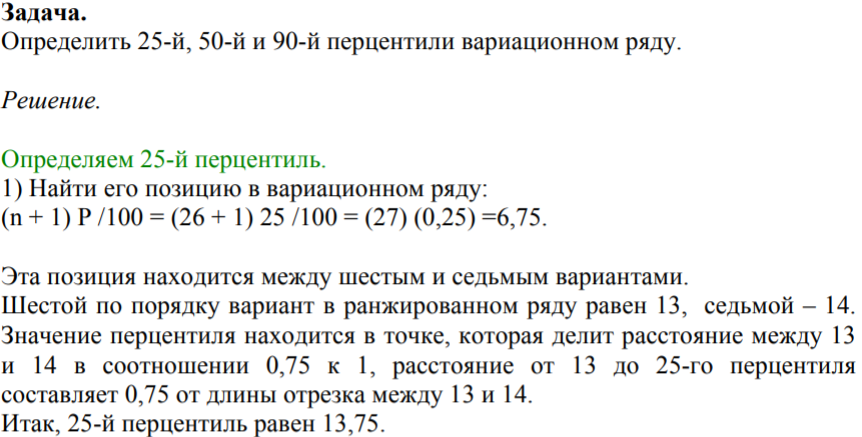 Задача.
Определить 25-й, 50-й и 90-й перцентили вариационном ряду.
Решение.
Определяем 25-й перцентиль.
1) Найти его позицию в вариационном ряду:
(n + 1) P /100 = (26 + 1) 25 /100 = (27) (0,25) =6,75.
Эта позиция находится между шестым и седьмым вариантами.
Шестой по порядку вариант в ранжированном ряду равен 13, седьмой – 14.
Значение перцентиля находится в точке, которая делит расстояние между 13
и 14 в соотношении 0,75 к 1, расстояние от 13 до 25-го перцентиля
составляет 0,75 от длины отрезка между 13 и 14.
Итак, 25-й перцентиль равен 13,75.